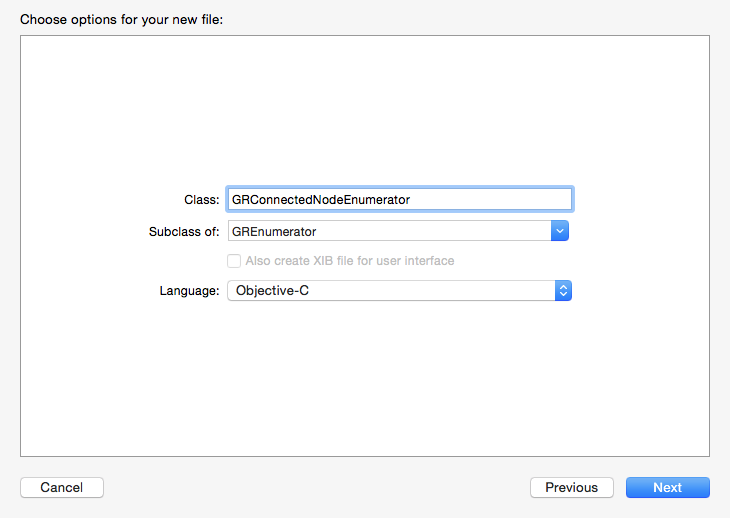 Choose options for your new file:
Class: GRConnectedNodeEnumerator
Subclass of: GREnumerator
Also create XIB file for user interface
Language: Objective-C
Cancel Previous Next